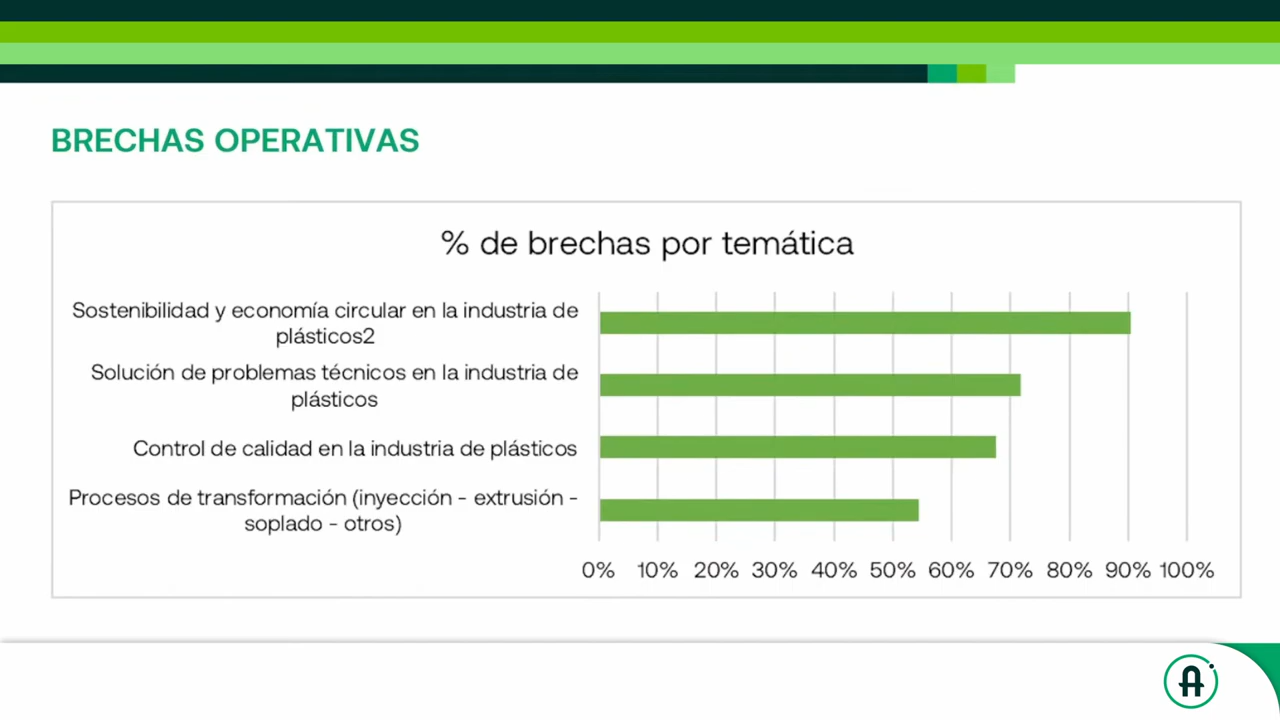 BRECHAS OPERATIVAS
% de brechas por temática
Sostenibilidad y economía circular en la industria de
plásticos2
Solución de problemas técnicos en la industria de
plásticos
Control de calidad en la industria de plásticos
Procesos de transformación (inyección - extrusión -
soplado - otros)
0% 10% 20% 30% 40% 50% 60% 70% 80% 90% 100%
A